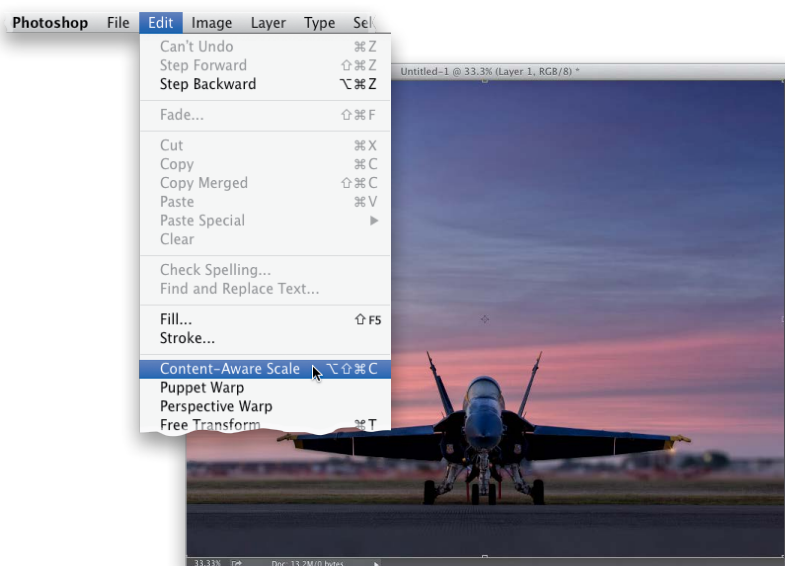 Photoshop File Edit Image Layer Type
Can't Undo ⌘Z
Step Forward ⇧⌘Z
Step Backward ⌥⌘Z
Fade... ⇧⌘F
Cut ⌘X
Copy ⌘C
Copy Merged ⇧⌘C
Paste ⌘V
Paste Special ▶
Clear
Check Spelling...
Find and Replace Text...
Fill... ⇧F5
Stroke...
Content-Aware Scale ⌥⇧⌘C
Puppet Warp
Perspective Warp
Free Transform ⌘T
Untitled-1 @ 33.3% (Layer 1, RGB/8) *
33.33% Doc: 13.2M/0 bytes